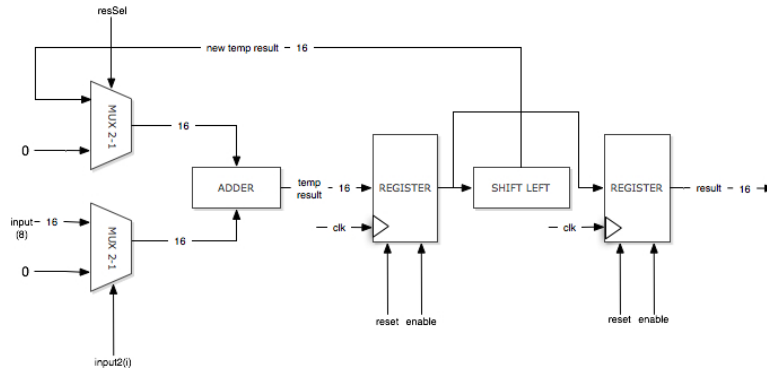 resSel
new temp result 16
MUX 2-1
16
0
ADDER
temp
result
16
REGISTER
SHIFT LEFT
REGISTER
result 16
input
(8)
16
MUX 2-1
16
0
clk
clk
reset enable
reset enable
input2(i)